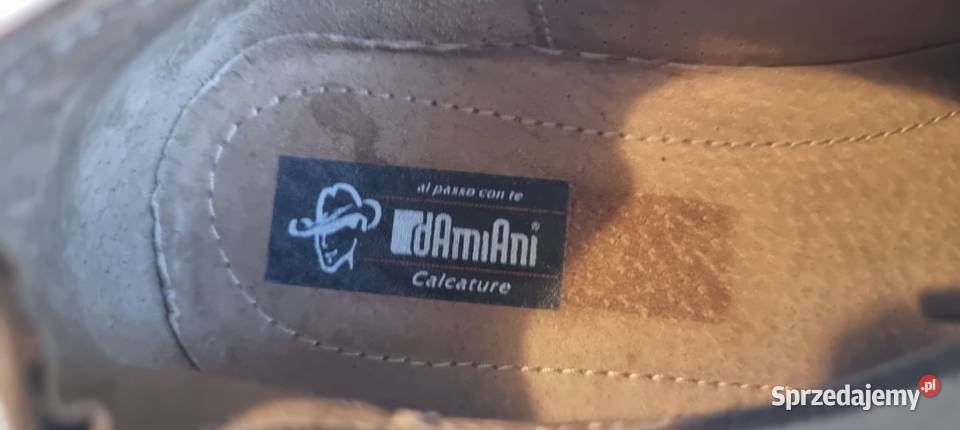 al passo con te
dAmiAni®
Calcature
Sprzedajemy.pl